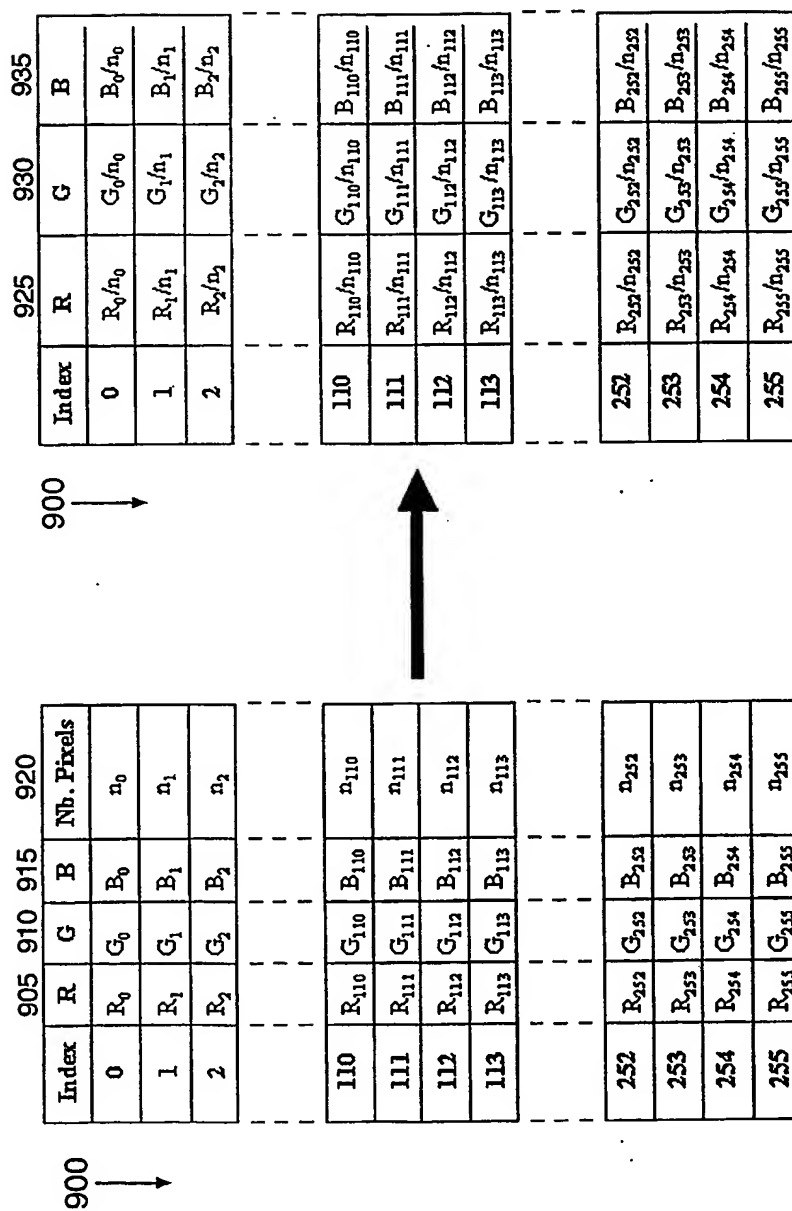 900
905 910 915 920
Index R G B Nb. Pixels
0 R₀ G₀ B₀ n₀
1 R₁ G₁ B₁ n₁
2 R₂ G₂ B₂ n₂
110 R₁₁₀ G₁₁₀ B₁₁₀ n₁₁₀
111 R₁₁₁ G₁₁₁ B₁₁₁ n₁₁₁
112 R₁₁₂ G₁₁₂ B₁₁₂ n₁₁₂
113 R₁₁₃ G₁₁₃ B₁₁₃ n₁₁₃
252 R₂₅₂ G₂₅₂ B₂₅₂ n₂₅₂
253 R₂₅₃ G₂₅₃ B₂₅₃ n₂₅₃
254 R₂₅₄ G₂₅₄ B₂₅₄ n₂₅₄
255 R₂₅₅ G₂₅₅ B₂₅₅ n₂₅₅
900
925 930 935
Index R G B
0 R₀/n₀ G₀/n₀ B₀/n₀
1 R₁/n₁ G₁/n₁ B₁/n₁
2 R₂/n₂ G₂/n₂ B₂/n₂
110 R₁₁₀/n₁₁₀ G₁₁₀/n₁₁₀ B₁₁₀/n₁₁₀
111 R₁₁₁/n₁₁₁ G₁₁₁/n₁₁₁ B₁₁₁/n₁₁₁
112 R₁₁₂/n₁₁₂ G₁₁₂/n₁₁₂ B₁₁₂/n₁₁₂
113 R₁₁₃/n₁₁₃ G₁₁₃/n₁₁₃ B₁₁₃/n₁₁₃
252 R₂₅₂/n₂₅₂ G₂₅₂/n₂₅₂ B₂₅₂/n₂₅₂
253 R₂₅₃/n₂₅₃ G₂₅₃/n₂₅₃ B₂₅₃/n₂₅₃
254 R₂₅₄/n₂₅₄ G₂₅₄/n₂₅₄ B₂₅₄/n₂₅₄
255 R₂₅₅/n₂₅₅ G₂₅₅/n₂₅₅ B₂₅₅/n₂₅₅